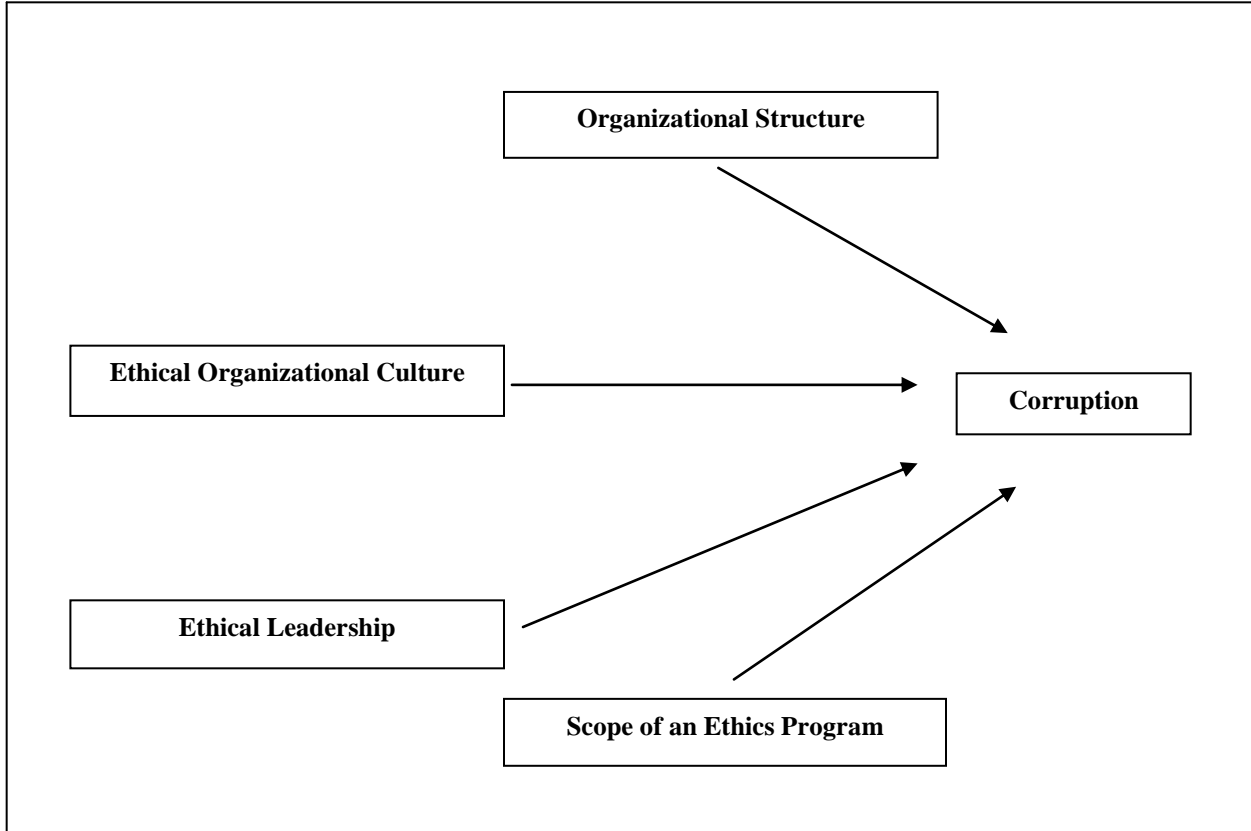 Organizational Structure
Ethical Organizational Culture
Corruption
Ethical Leadership
Scope of an Ethics Program